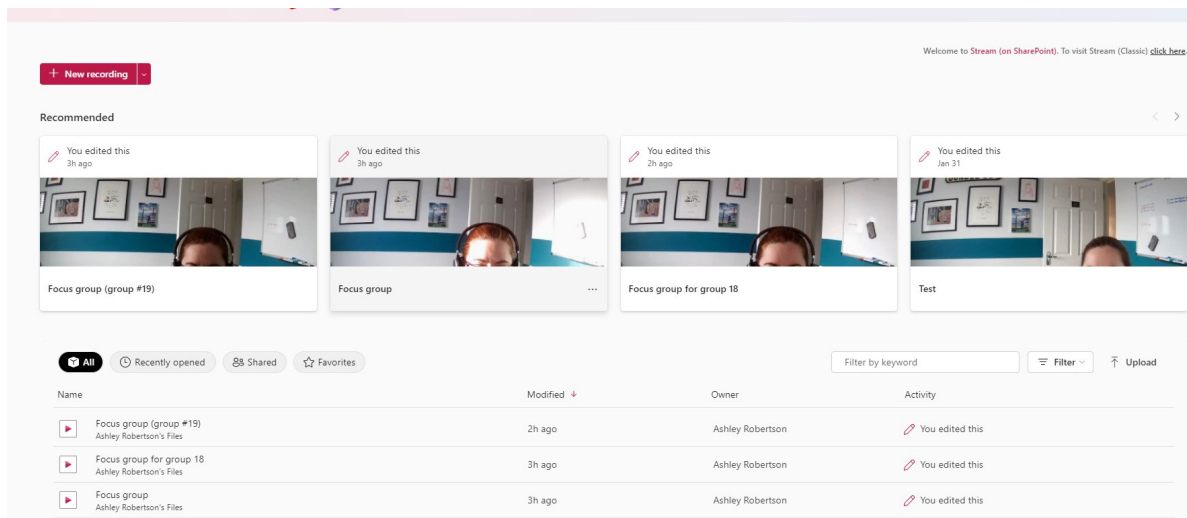 Welcome to Stream (on SharePoint). To visit Stream (Classic) click here.
+ New recording
Recommended
You edited this
3h ago
Focus group (group #19)
You edited this
3h ago
Focus group
...
You edited this
2h ago
Focus group for group 18
You edited this
Jan 31
Test
All Recently opened Shared Favorites Filter by keyword Filter Upload
Name Modified Owner Activity
Focus group (group #19)
Ashley Robertson's Files
2h ago Ashley Robertson You edited this
Focus group for group 18
Ashley Robertson's Files
3h ago Ashley Robertson You edited this
Focus group
Ashley Robertson's Files
3h ago Ashley Robertson You edited this